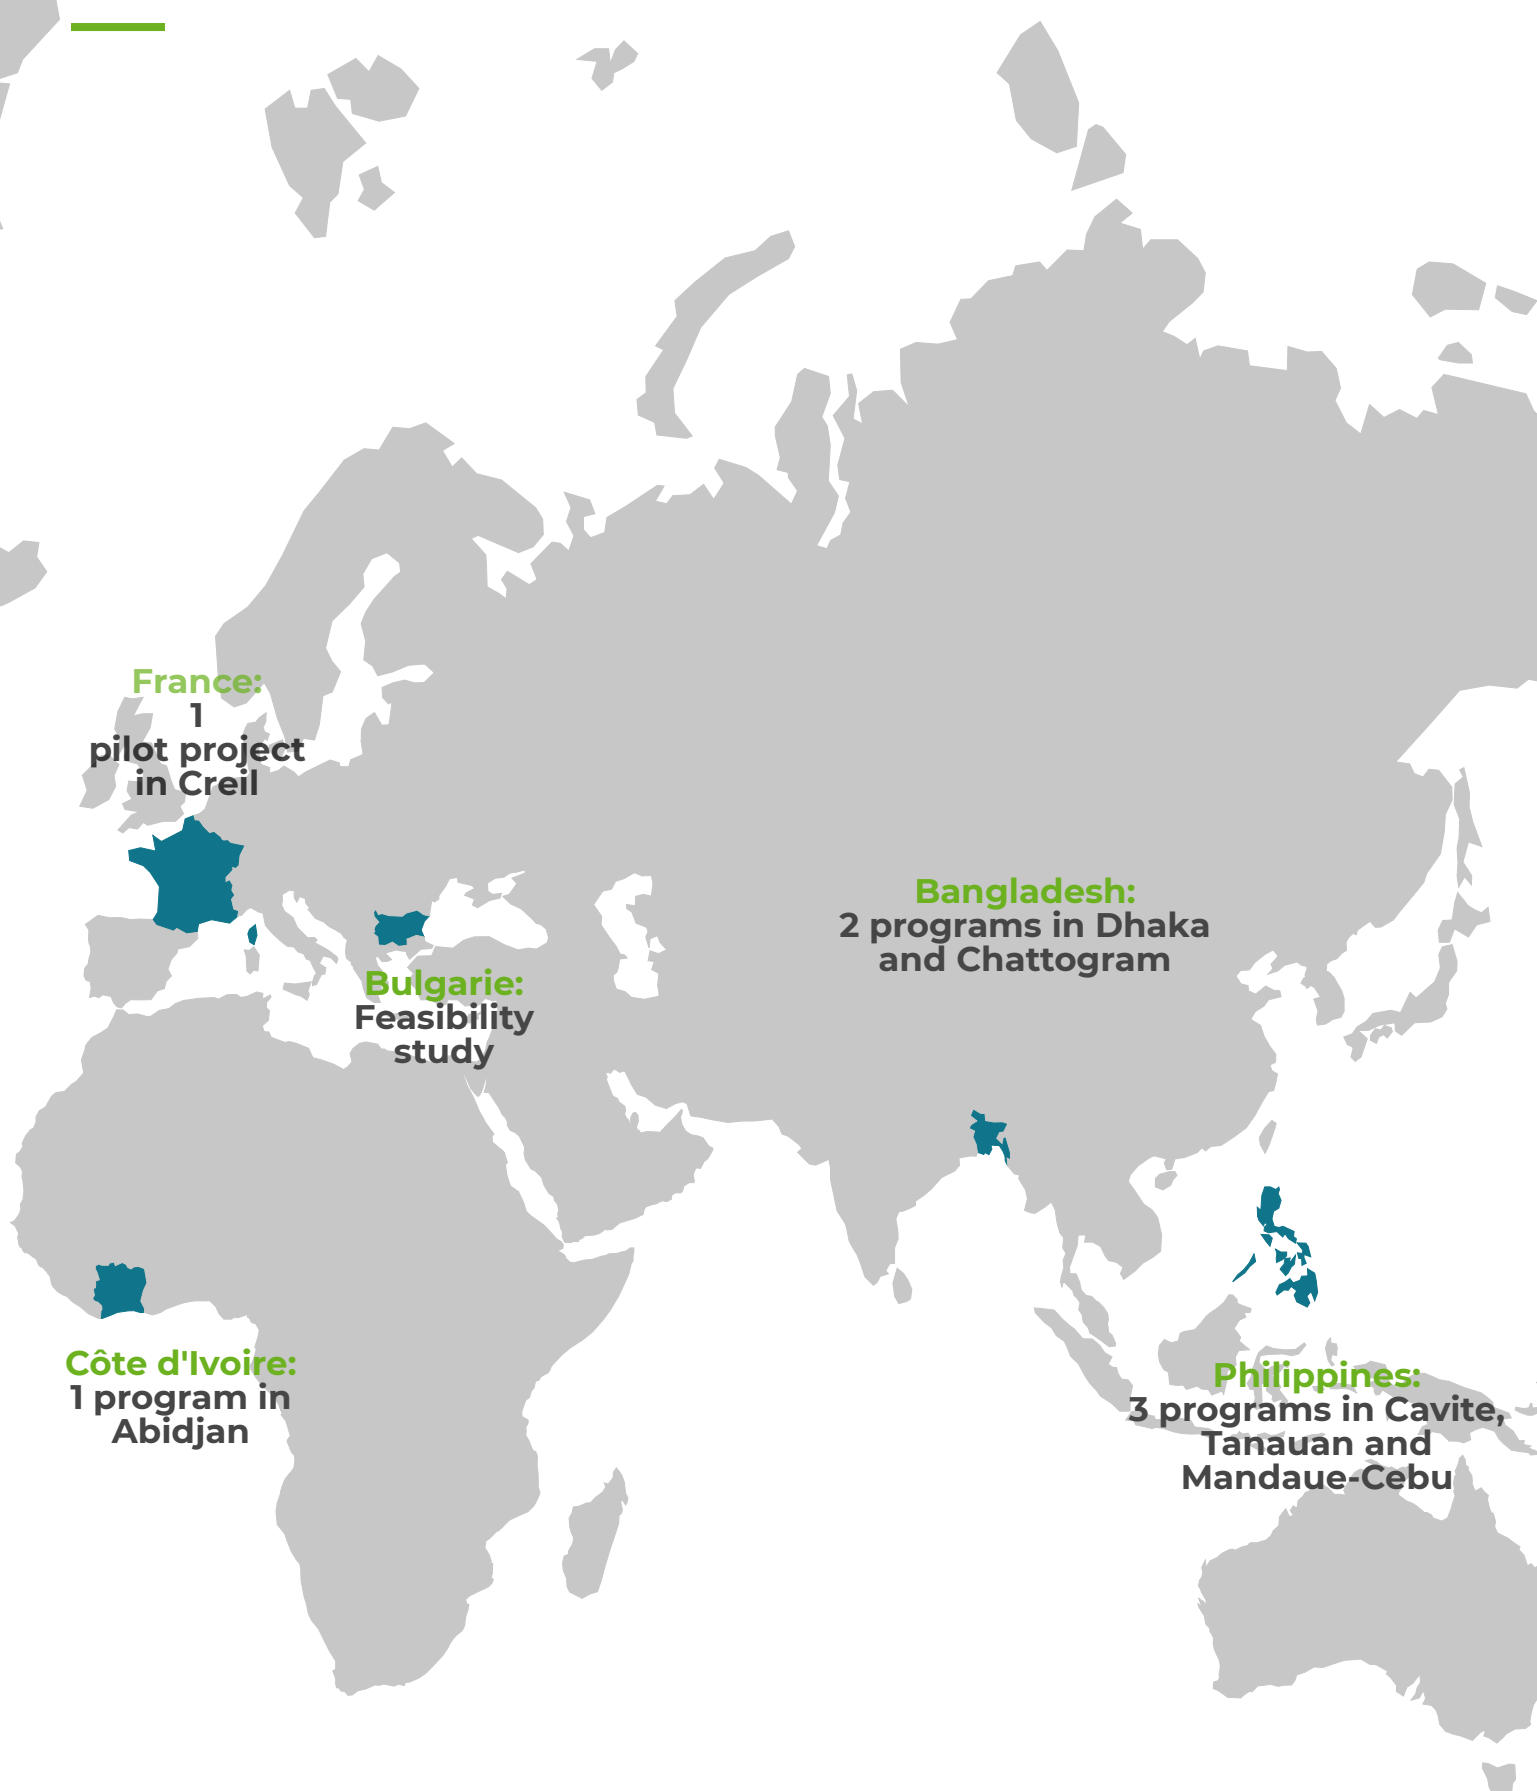 France:
1
pilot project
in Creil
Bangladesh:
2 programs in Dhaka
and Chattogram
Bulgarie:
Feasibility
study
Côte d'Ivoire:
1 program in
Abidjan
Philippines:
3 programs in Cavite,
Tanauan and
Mandaue-Cebu